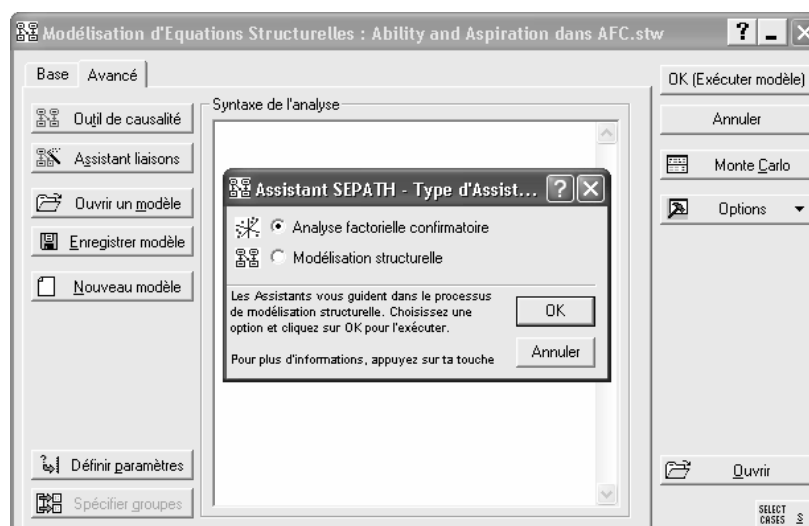 Modélisation d'Equations Structurelles : Ability and Aspiration dans AFC.stw
Base
Avancé
Outil de causalité
Assistant liaisons
Ouvrir un modèle
Enregistrer modèle
Nouveau modèle
Définir paramètres
Spécifier groupes
Syntaxe de l'analyse
Assistant SEPATH - Type d'Assist...
Analyse factorielle confirmatoire
Modélisation structurelle
Les Assistants vous guident dans le processus
de modélisation structurelle. Choisissez une
option et cliquez sur OK pour l'exécuter.
Pour plus d'informations, appuyez sur ta touche
OK
Annuler
OK (Exécuter modèle)
Annuler
Monte Carlo
Options
Ouvrir
SELECT
CASES
S